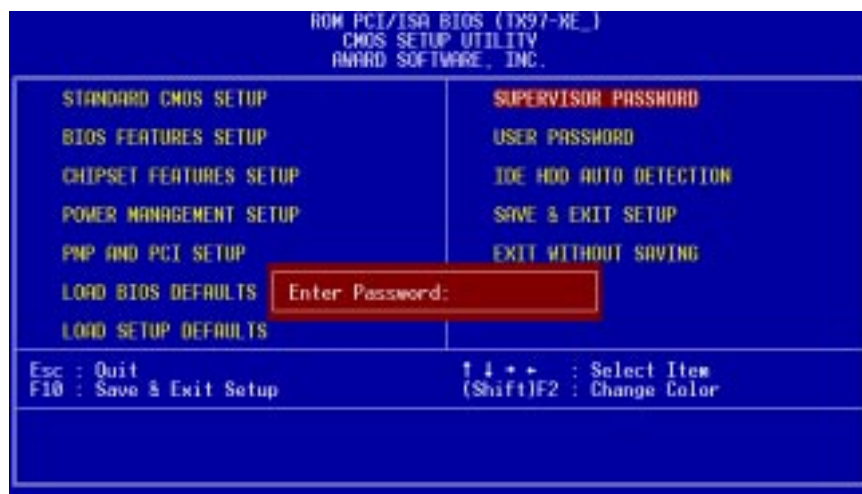 ROM PCI/ISA BIOS (TX97-XE_)
CMOS SETUP UTILITY
AWARD SOFTWARE, INC.
STANDARD CMOS SETUP
BIOS FEATURES SETUP
CHIPSET FEATURES SETUP
POWER MANAGEMENT SETUP
PNP AND PCI SETUP
LOAD BIOS DEFAULTS
LOAD SETUP DEFAULTS
SUPERVISOR PASSWORD
USER PASSWORD
IDE HDD AUTO DETECTION
SAVE & EXIT SETUP
EXIT WITHOUT SAVING
Enter Password:
Esc : Quit
F10 : Save & Exit Setup
↑ ↓ → ← : Select Item
(Shift)F2 : Change Color